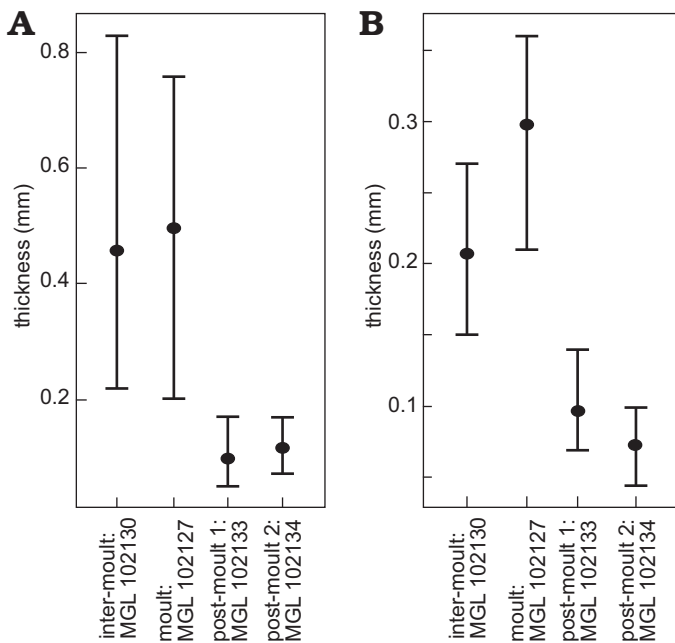 A
B
0.8
0.6
0.4
0.2
thickness (mm)
inter-moult:
MGL 102130
moult:
MGL 102127
post-moult 1:
MGL 102133
post-moult 2:
MGL 102134
0.3
0.2
0.1
thickness (mm)
inter-moult:
MGL 102130
moult:
MGL 102127
post-moult 1:
MGL 102133
post-moult 2:
MGL 102134